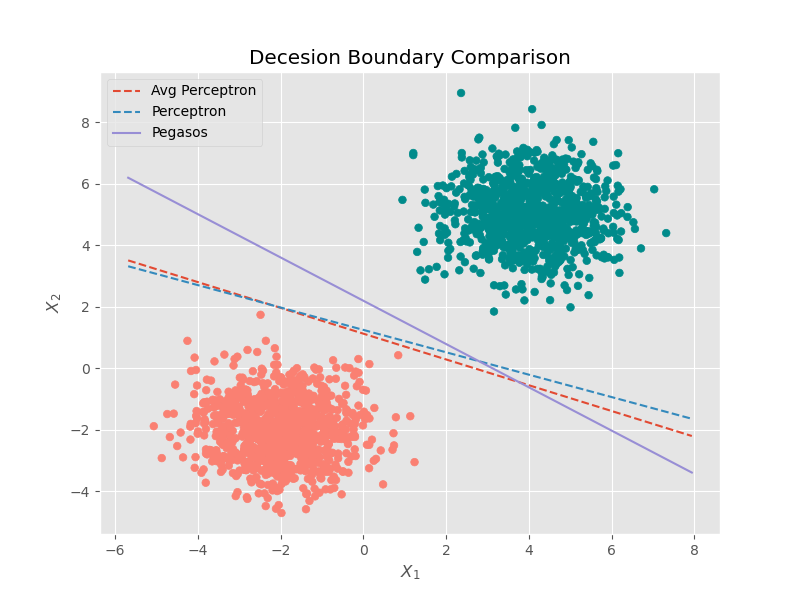 Decesion Boundary Comparison
Avg Perceptron
Perceptron
Pegasos
8
6
4
2
0
−2
−4
X₂
−6 −4 −2 0 2 4 6 8
X₁